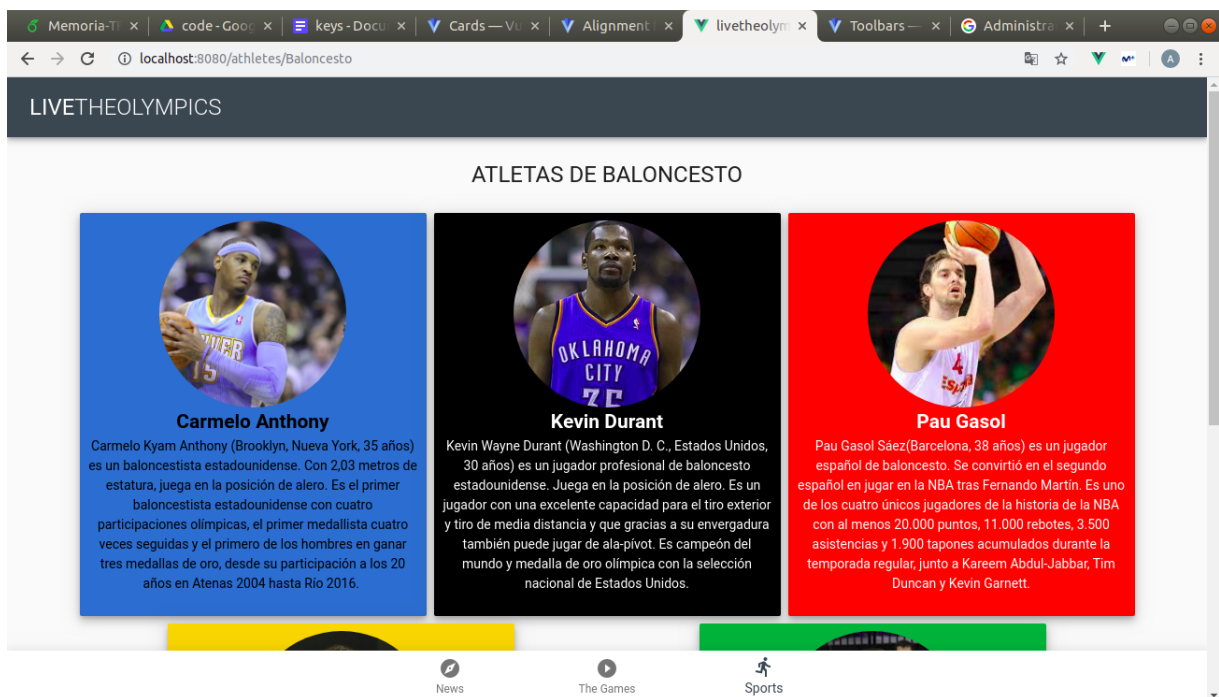 Memoria-T
code - Goog
keys - Docu
Cards — Vu
Alignment
livetheolym
Toolbars —
Administra
localhost:8080/athletes/Baloncesto
A
LIVETHEOLYMPICS
ATLETAS DE BALONCESTO
Carmelo Anthony
Carmelo Kyam Anthony (Brooklyn, Nueva York, 35 años)
es un baloncestista estadounidense. Con 2,03 metros de
estatura, juega en la posición de alero. Es el primer
baloncestista estadounidense con cuatro
participaciones olímpicas, el primer medallista cuatro
veces seguidas y el primero de los hombres en ganar
tres medallas de oro, desde su participación a los 20
años en Atenas 2004 hasta Río 2016.
OKLAHOMA
CITY
35
Kevin Durant
Kevin Wayne Durant (Washington D. C., Estados Unidos,
30 años) es un jugador profesional de baloncesto
estadounidense. Juega en la posición de alero. Es un
jugador con una excelente capacidad para el tiro exterior
y tiro de media distancia y que gracias a su envergadura
también puede jugar de ala-pívot. Es campeón del
mundo y medalla de oro olímpica con la selección
nacional de Estados Unidos.
4
Pau Gasol
Pau Gasol Sáez(Barcelona, 38 años) es un jugador
español de baloncesto. Se convirtió en el segundo
español en jugar en la NBA tras Fernando Martín. Es uno
de los cuatro únicos jugadores de la historia de la NBA
con al menos 20.000 puntos, 11.000 rebotes, 3.500
asistencias y 1.900 tapones acumulados durante la
temporada regular, junto a Kareem Abdul-Jabbar, Tim
Duncan y Kevin Garnett.
News
The Games
Sports